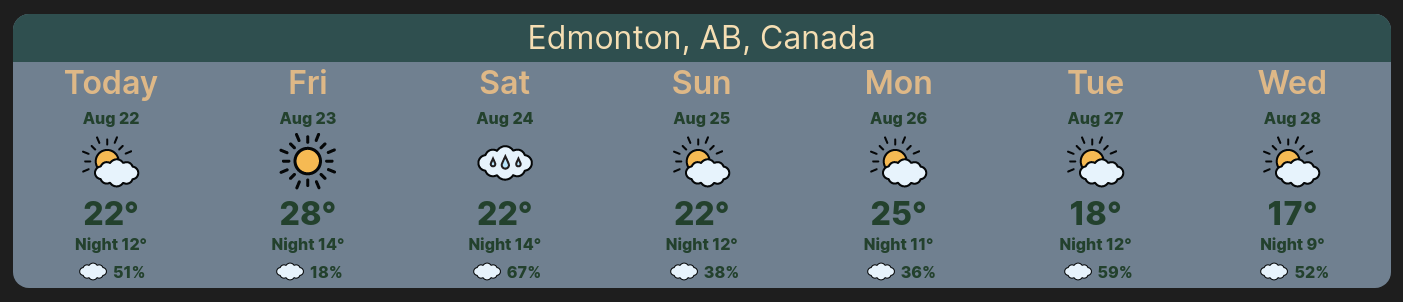 Edmonton, AB, Canada
Today Fri Sat Sun Mon Tue Wed
Aug 22 Aug 23 Aug 24 Aug 25 Aug 26 Aug 27 Aug 28
22° 28° 22° 22° 25° 18° 17°
Night 12° Night 14° Night 14° Night 12° Night 11° Night 12° Night 9°
51% 18% 67% 38% 36% 59% 52%